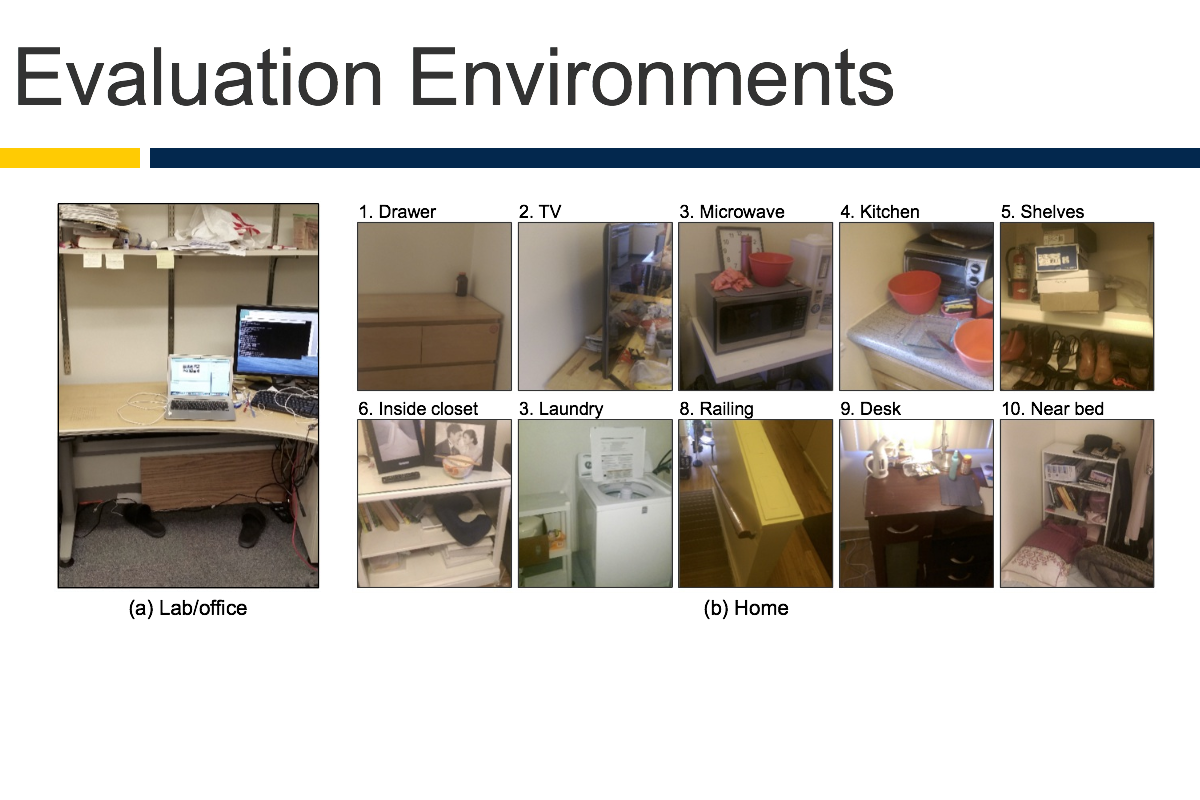 Evaluation Environments
1. Drawer
2. TV
3. Microwave
4. Kitchen
5. Shelves
6. Inside closet
3. Laundry
8. Railing
9. Desk
10. Near bed
(a) Lab/office
(b) Home